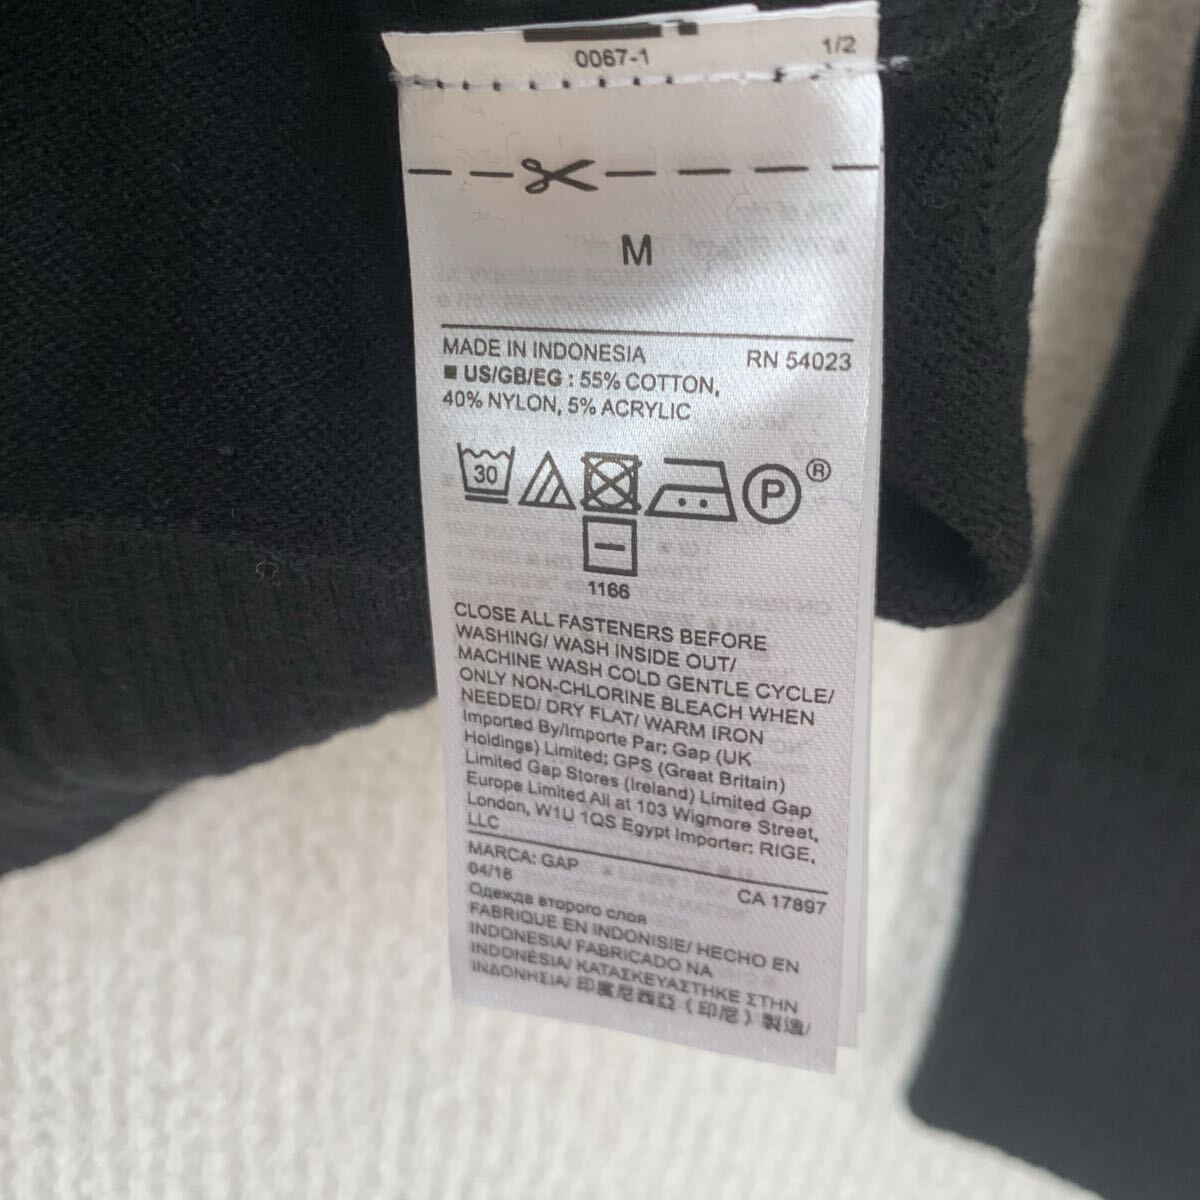 0067-1
1/2
M
MADE IN INDONESIA
RN 54023
■ US/GB/EG : 55% COTTON,
40% NYLON, 5% ACRYLIC
30
P
®
1166
CLOSE ALL FASTENERS BEFORE
WASHING/ WASH INSIDE OUT/
MACHINE WASH COLD GENTLE CYCLE/
ONLY NON-CHLORINE BLEACH WHEN
NEEDED/ DRY FLAT/ WARM IRON
Imported By/Importe Par: Gap (UK
Holdings) Limited; GPS (Great Britain)
Limited Gap Stores (Ireland) Limited Gap
Europe Limited All at 103 Wigmore Street,
London, W1U 1QS Egypt Importer: RIGE,
LLC
MARCA: GAP
CA 17897
04/18
Одежда второго слоя
FABRIQUE EN INDONISIE/ HECHO EN
INDONESIA/ FABRICADO NA
INDONÉSIA/ ΚΑΤΑΣΚΕΥΑΣΤΗΚΕ ΣΤΗΝ
ΙΝΔΟΝΗΣΙΑ/ 印度尼西亞 ( 印尼 ) 製造/